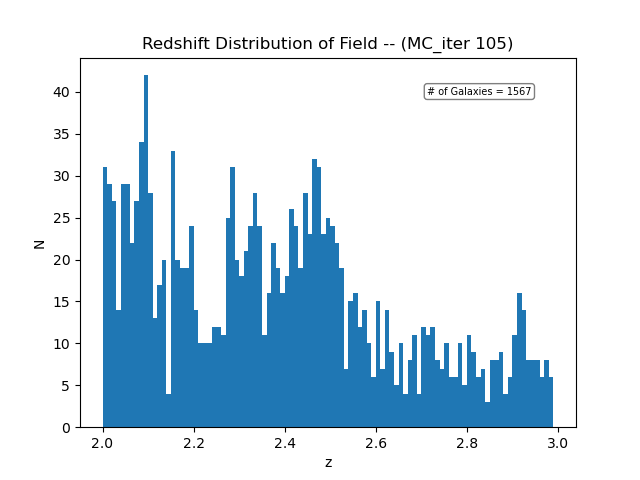 Redshift Distribution of Field -- (MC_iter 105)
# of Galaxies = 1567
40
35
30
25
20
15
10
5
0
N
2.0 2.2 2.4 2.6 2.8 3.0
z